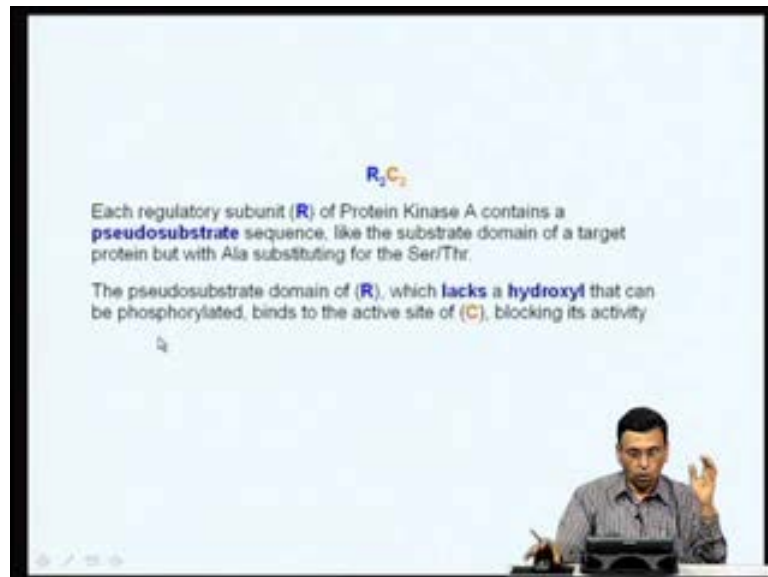 R₂C₂
Each regulatory subunit (R) of Protein Kinase A contains a
pseudosubstrate sequence, like the substrate domain of a target
protein but with Ala substituting for the Ser/Thr.
The pseudosubstrate domain of (R), which lacks a hydroxyl that can
be phosphorylated, binds to the active site of (C), blocking its activity